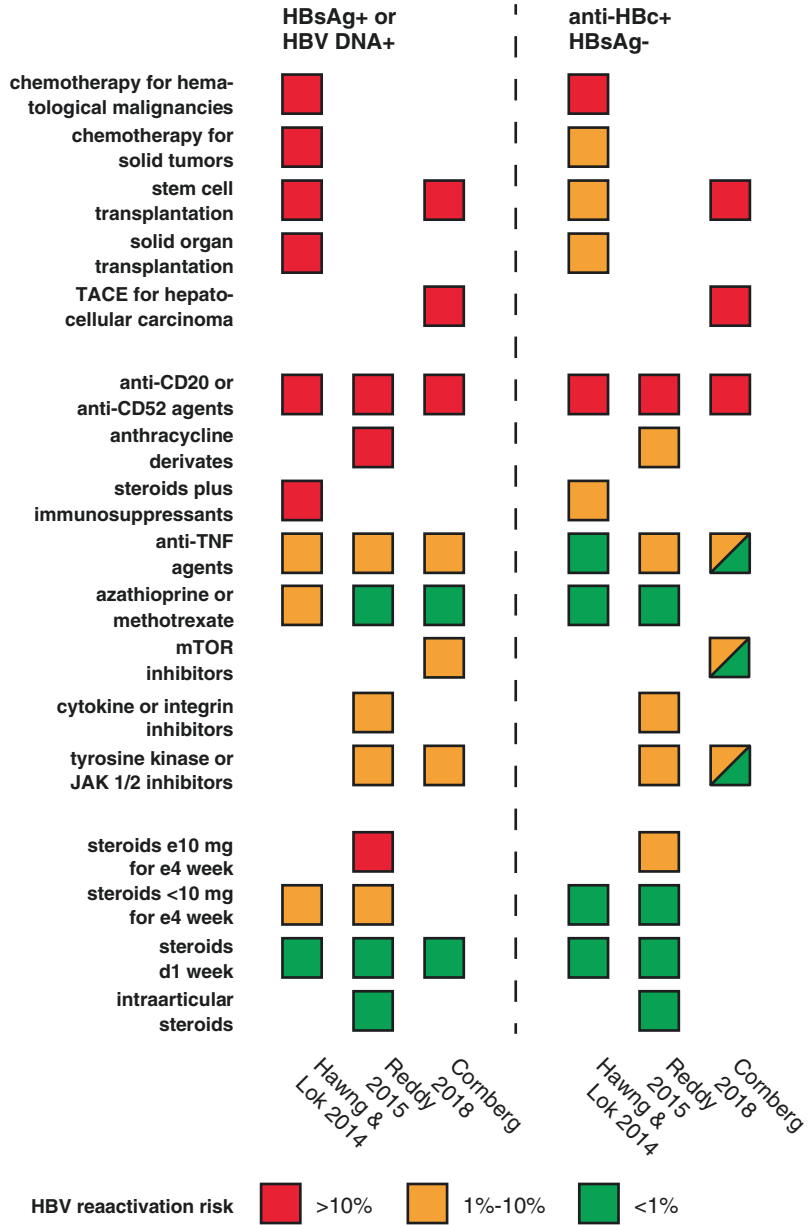 HBsAg+ or
HBV DNA+
anti-HBc+
HBsAg-
chemotherapy for hema-
tological malignancies
chemotherapy for
solid tumors
stem cell
transplantation
solid organ
transplantation
TACE for hepato-
cellular carcinoma
anti-CD20 or
anti-CD52 agents
anthracycline
derivates
steroids plus
immunosuppressants
anti-TNF
agents
azathioprine or
methotrexate
mTOR
inhibitors
cytokine or integrin
inhibitors
tyrosine kinase or
JAK 1/2 inhibitors
steroids e10 mg
for e4 week
steroids <10 mg
for e4 week
steroids
d1 week
intraarticular
steroids
Hawng &
Lok 2014
Reddy
2015
Cornberg
2018
Hawng &
Lok 2014
Reddy
2015
Cornberg
2018
HBV reaactivation risk
>10%
1%-10%
<1%